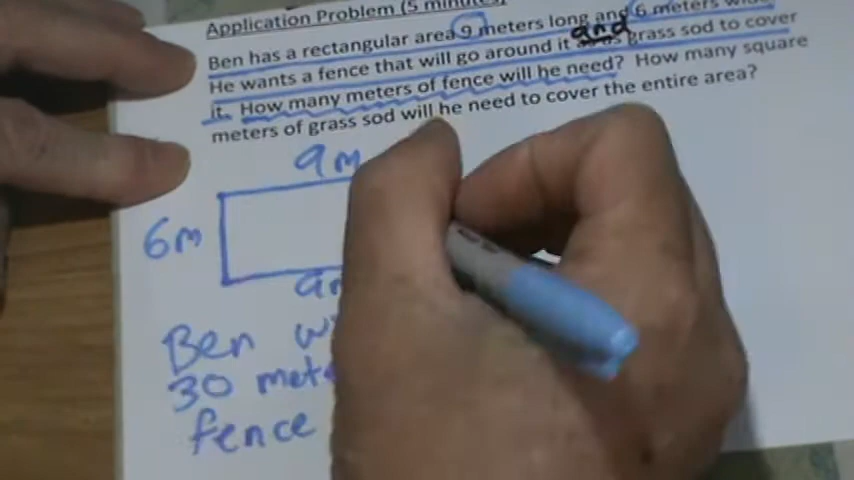 Application Problem (5 minutes)
Ben has a rectangular area 9 meters long and 6 meters wide.
He wants a fence that will go around it and grass sod to cover
it. How many meters of fence will he need? How many square
meters of grass sod will he need to cover the entire area?
9m
6m
9m
Ben
30 mete
fence